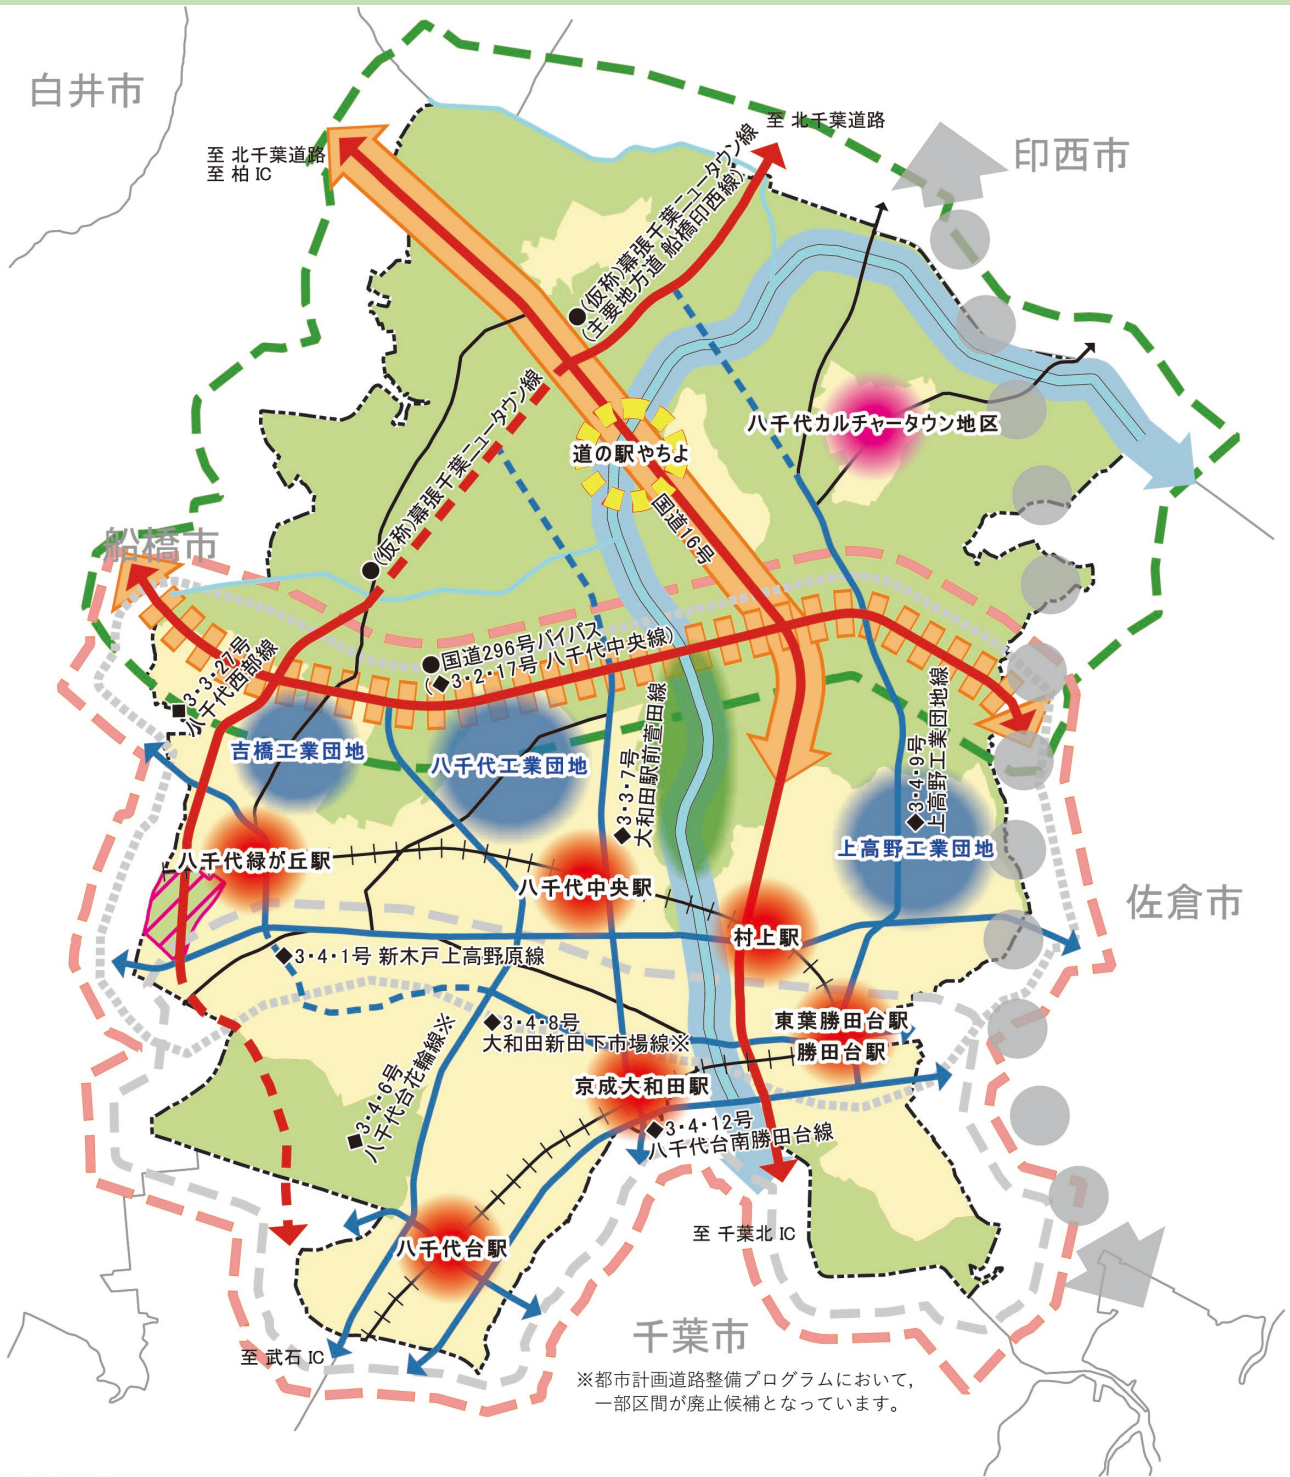 白井市
至 北千葉道路
至 北千葉道路
至 柏 IC
印西市
(仮称)幕張千葉ニュータウン線
(主要地方道 船橋印西線)
八千代カルチャータウン地区
道の駅やちよ
(仮称)幕張千葉ニュータウン線
国道16号
船橋市
国道296号バイパス
(◆3・2・17号 八千代中央線)
■3・3・27号
八千代西部線
吉橋工業団地
八千代工業団地
◆3・3・7号
大和田駅前萱田線
◆3・4・9号
上高野工業団地線
上高野工業団地
八千代緑が丘駅
八千代中央駅
佐倉市
村上駅
◆3・4・1号 新木戸上高野原線
◆3・4・8号
大和田新田下市場線※
東葉勝田台駅
勝田台駅
◆3・4・6号
八千代台花輪線※
京成大和田駅
◆3・4・12号
八千代台南勝田台線
至 千葉北 IC
八千代台駅
千葉市
至 武石 IC
※都市計画道路整備プログラムにおいて,
一部区間が廃止候補となっています。